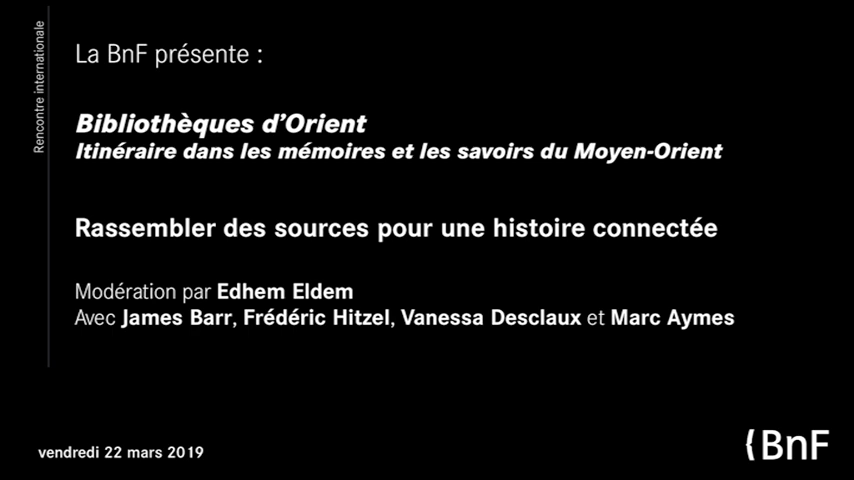 Rencontre internationale
La BnF présente :
Bibliothèques d'Orient
Itinéraire dans les mémoires et les savoirs du Moyen-Orient
Rassembler des sources pour une histoire connectée
Modération par Edhem Eldem
Avec James Barr, Frédéric Hitzel, Vanessa Desclaux et Marc Aymes
vendredi 22 mars 2019
{BnF